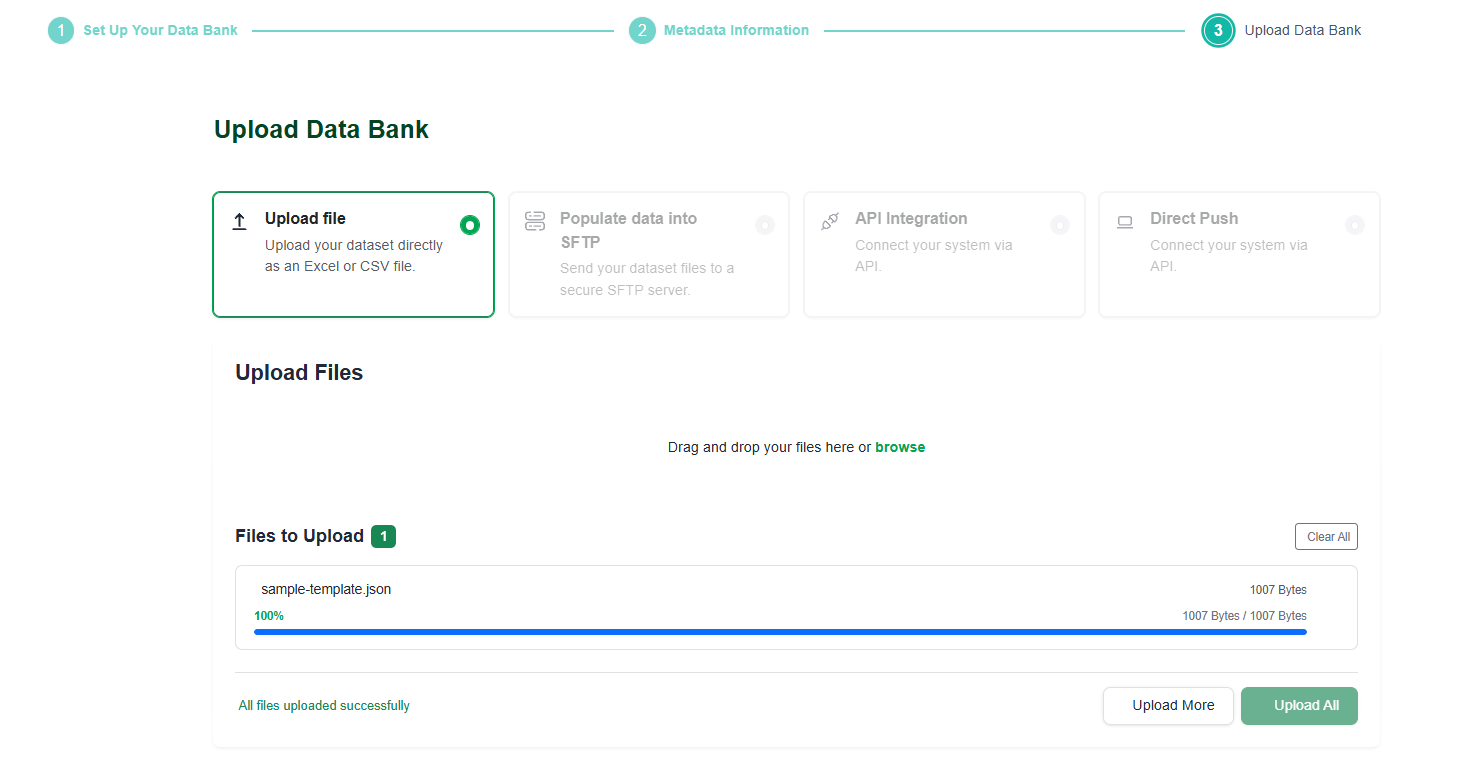 1 Set Up Your Data Bank 2 Metadata Information 3 Upload Data Bank
Upload Data Bank
Upload file
Upload your dataset directly
as an Excel or CSV file.
Populate data into
SFTP
Send your dataset files to a
secure SFTP server.
API Integration
Connect your system via
API.
Direct Push
Connect your system via
API.
Upload Files
Drag and drop your files here or browse
Files to Upload 1 Clear All
sample-template.json 1007 Bytes
100% 1007 Bytes / 1007 Bytes
All files uploaded successfully Upload More Upload All